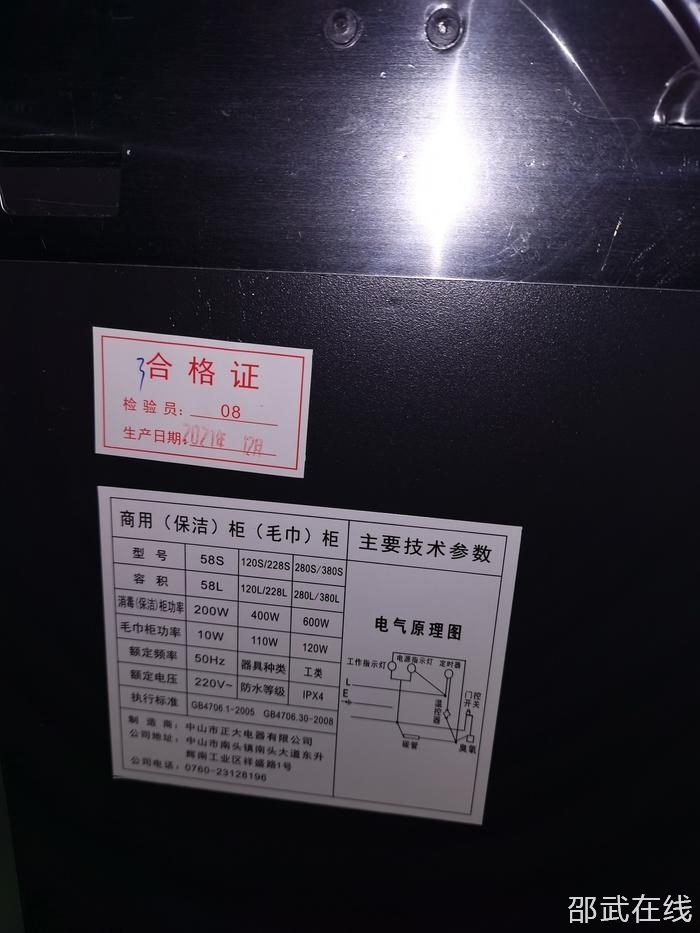 3合格证
检验员：08
生产日期：2021年 12月
商用（保洁）柜（毛巾）柜 主要技术参数
型号 58S 120S/228S 280S/380S
容积 58L 120L/228L 280L/380L
消毒(保洁)柜功率 200W 400W 600W
毛巾柜功率 10W 110W 120W
额定频率 50Hz 器具种类 工类
额定电压 220V~ 防水等级 IPX4
执行标准 GB4706.1-2005 GB4706.30-2008
制造商：中山市正大电器有限公司
公司地址：中山市南头镇南头大道东升
辉南工业区祥盛路1号
公司电话：0760-23128196
电气原理图
工作指示灯 电源指示灯 定时器
L
E
温控器
门控开关
碳管
臭氧
邵武在线